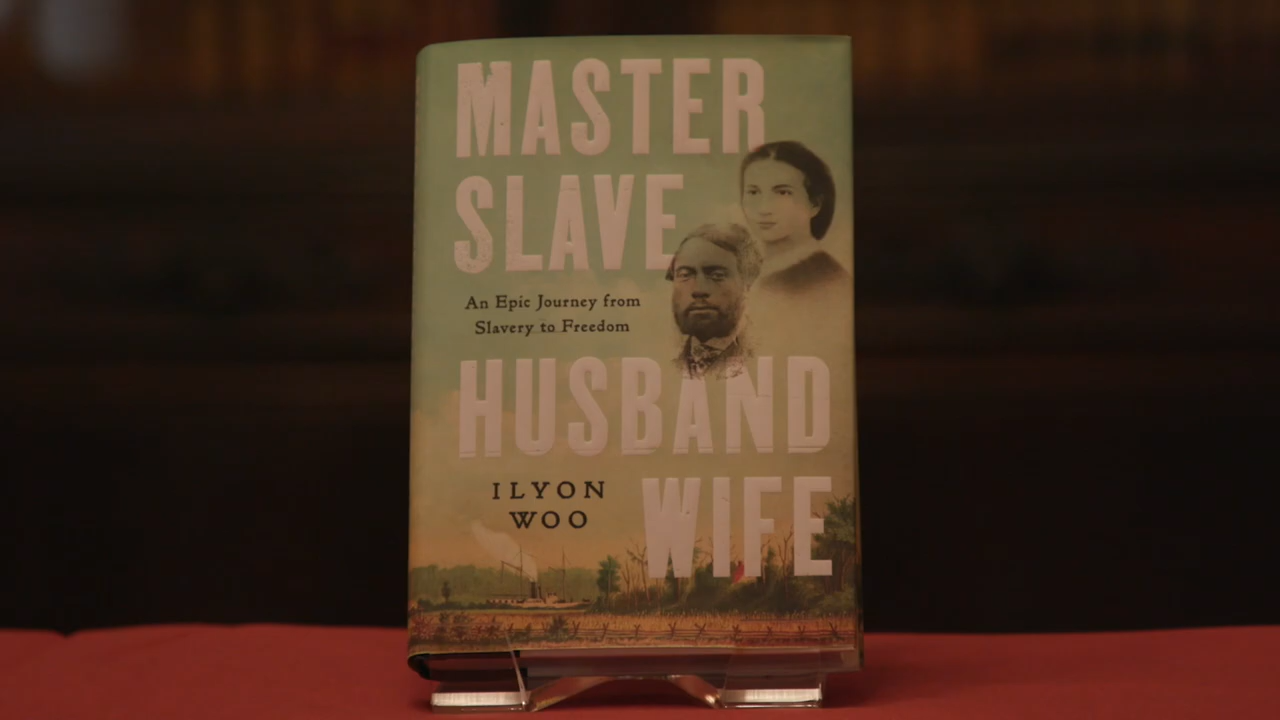 MASTER
SLAVE
An Epic Journey from
Slavery to Freedom
HUSBAND
WIFE
ILYON
WOO